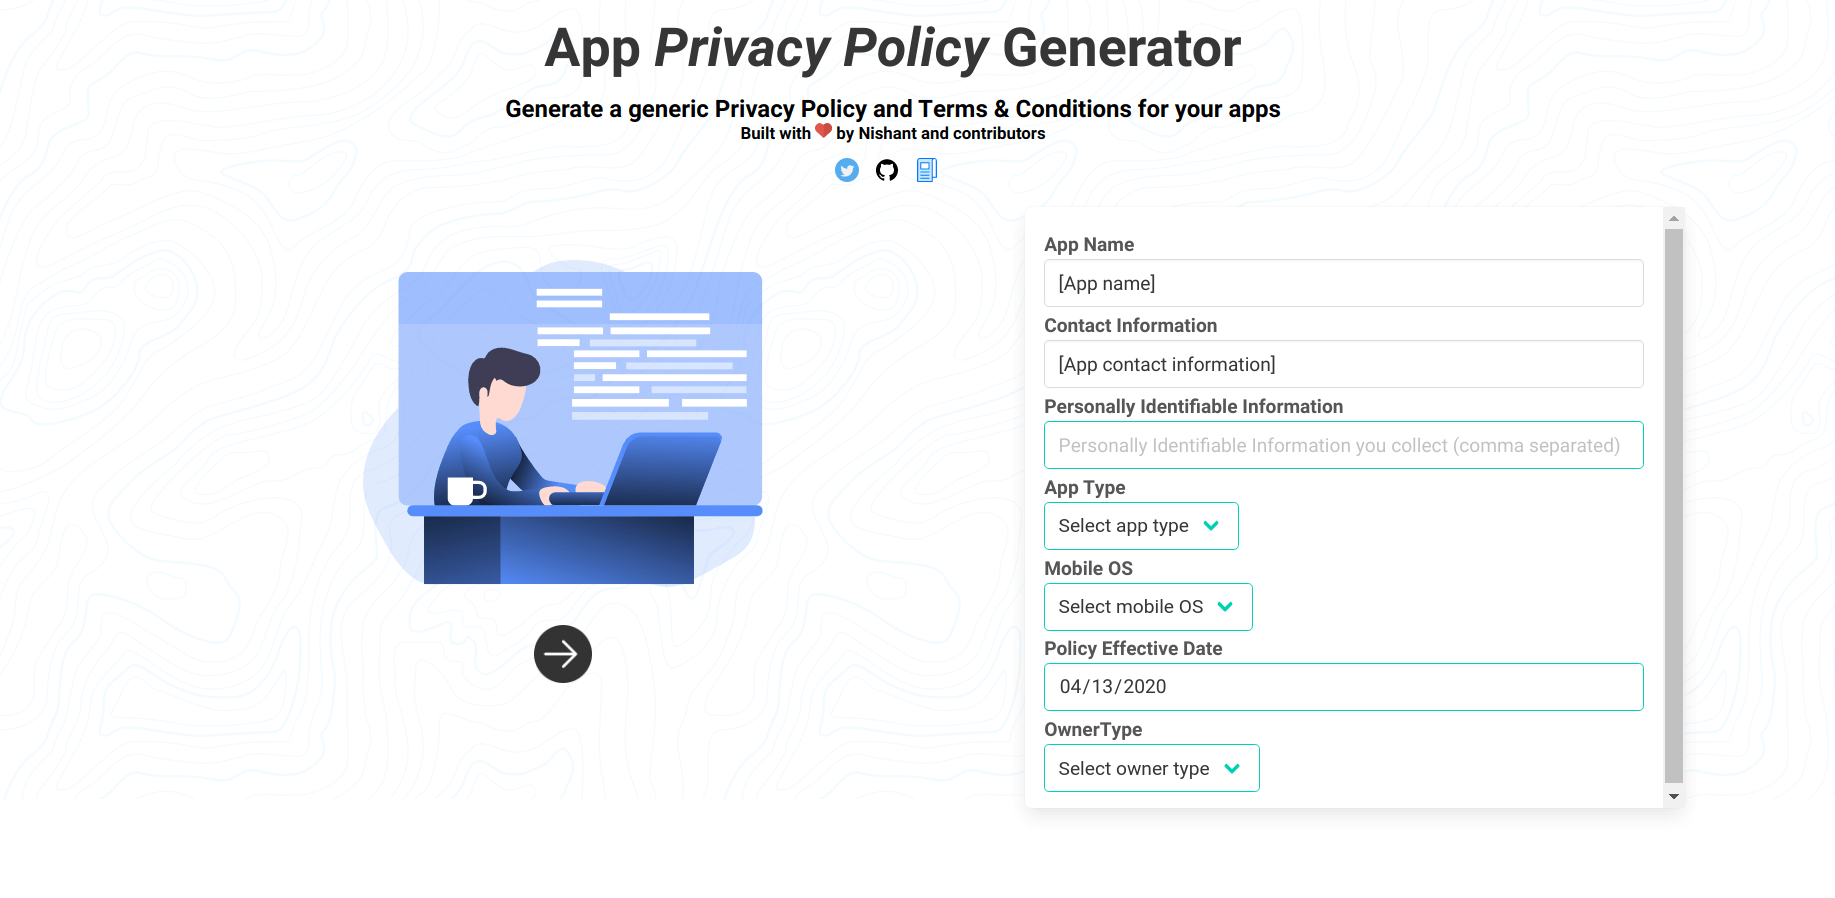 App Privacy Policy Generator
Generate a generic Privacy Policy and Terms & Conditions for your apps
Built with ❤ by Nishant and contributors
App Name
[App name]
Contact Information
[App contact information]
Personally Identifiable Information
Personally Identifiable Information you collect (comma separated)
App Type
Select app type
Mobile OS
Select mobile OS
Policy Effective Date
04/13/2020
OwnerType
Select owner type